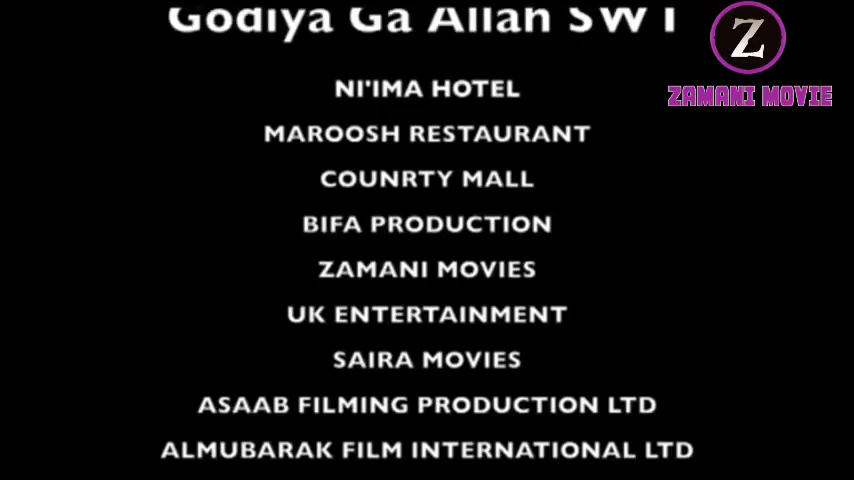 Godiya Ga Allah SWT
NI'IMA HOTEL
MAROOSH RESTAURANT
COUNRTY MALL
BIFA PRODUCTION
ZAMANI MOVIES
UK ENTERTAINMENT
SAIRA MOVIES
ASAAB FILMING PRODUCTION LTD
ALMUBARAK FILM INTERNATIONAL LTD
Z
ZAMANI MOVIE